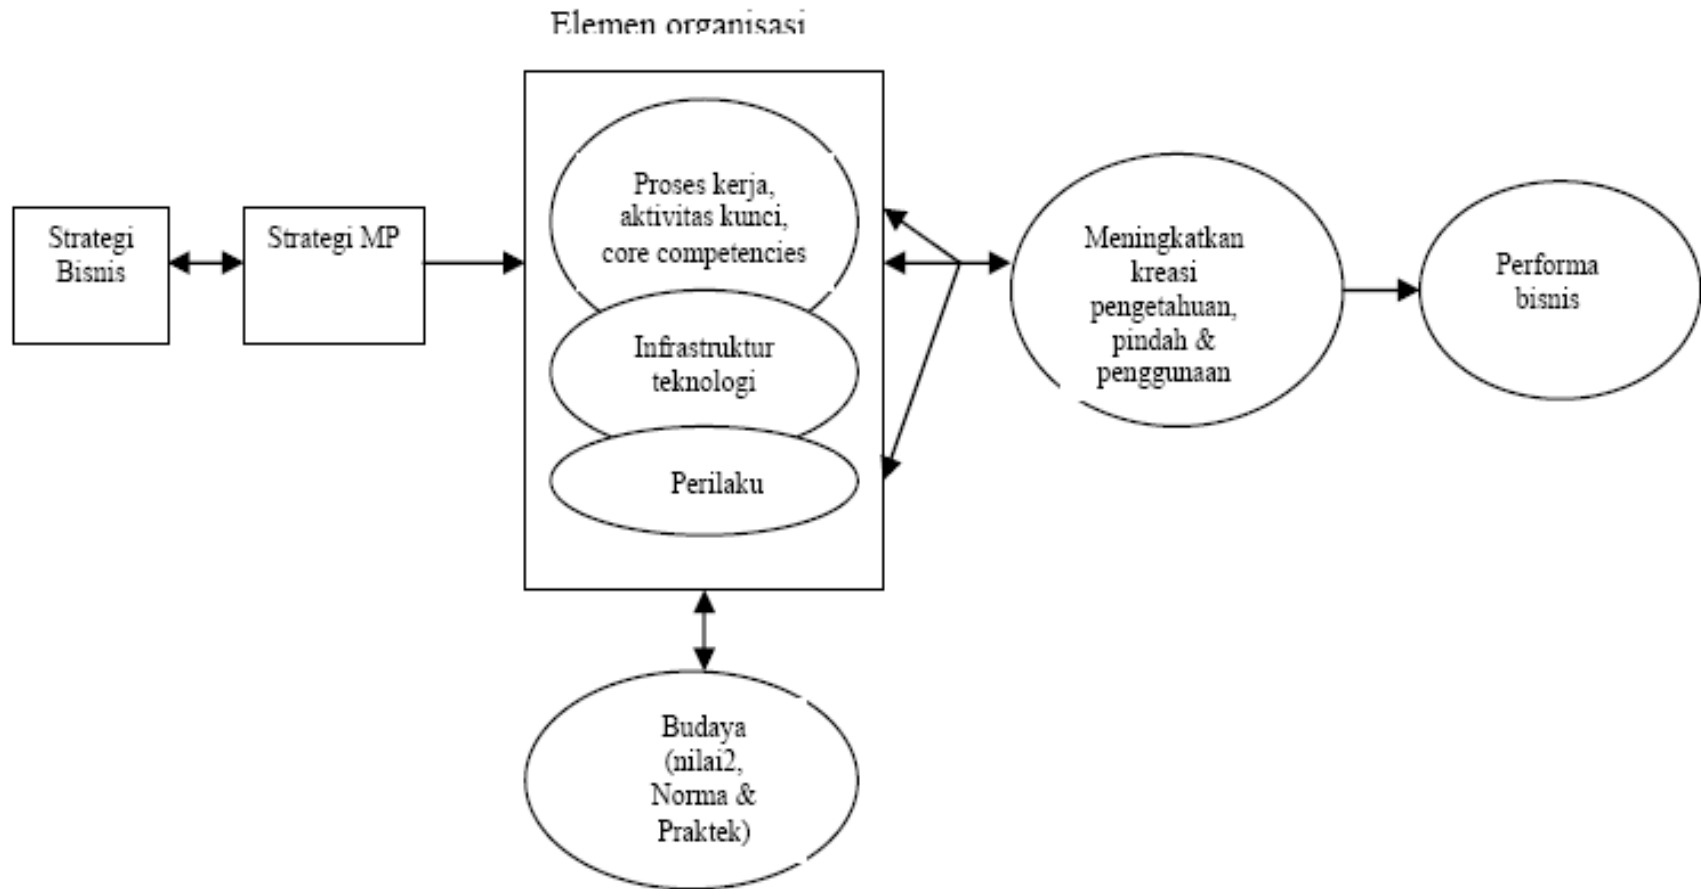 Elemen organisasi
Strategi
Bisnis
Strategi MP
Proses kerja,
aktivitas kunci,
core competencies
Infrastruktur
teknologi
Perilaku
Meningkatkan
kreasi
pengetahuan,
pindah &
penggunaan
Performa
bisnis
Budaya
(nilai2,
Norma &
Praktek)